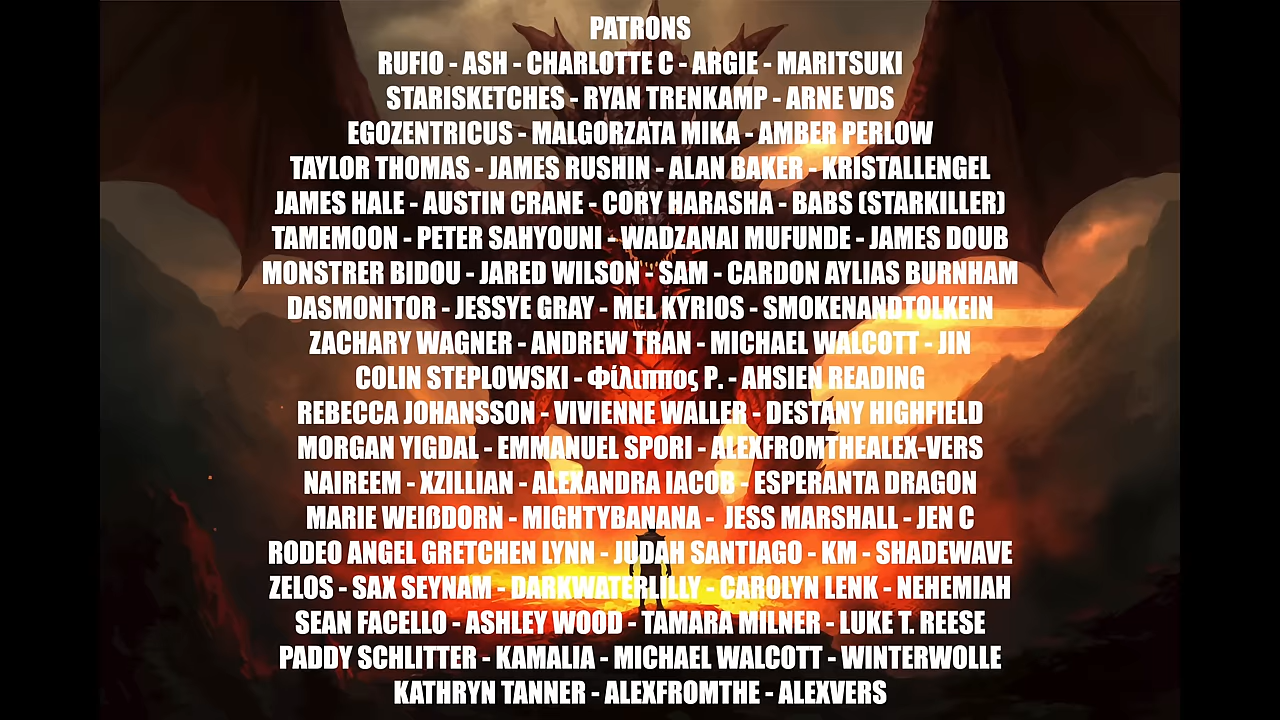 PATRONS
RUFIO - ASH - CHARLOTTE C - ARGIE - MARITSUKI
STARISKETCHES - RYAN TRENKAMP - ARNE VDS
EGOZENTRICUS - MALGORZATA MIKA - AMBER PERLOW
TAYLOR THOMAS - JAMES RUSHIN - ALAN BAKER - KRISTALLENGEL
JAMES HALE - AUSTIN CRANE - CORY HARASHA - BABS (STARKILLER)
TAMEMOON - PETER SAHYOUNI - WADZANAI MUFUNDE - JAMES DOUB
MONSTRER BIDOU - JARED WILSON - SAM - CARDON AYLIAS BURNHAM
DASMONITOR - JESSYE GRAY - MEL KYRIOS - SMOKENANDTOLKEIN
ZACHARY WAGNER - ANDREW TRAN - MICHAEL WALCOTT - JIN
COLIN STEPLOWSKI - Φίλιππος Ρ. - AHSIEN READING
REBECCA JOHANSSON - VIVIENNE WALLER - DESTANY HIGHFIELD
MORGAN YIGDAL - EMMANUEL SPORI - ALEXFROMTHEALEX-VERS
NAIREEM - XZILLIAN - ALEXANDRA IACOB - ESPERANTA DRAGON
MARIE WEIßDORN - MIGHTYBANANA - JESS MARSHALL - JEN C
RODEO ANGEL GRETCHEN LYNN - JUDAH SANTIAGO - KM - SHADEWAVE
ZELOS - SAX SEYNAM - DARKWATERLILLY - CAROLYN LENK - NEHEMIAH
SEAN FACELLO - ASHLEY WOOD - TAMARA MILNER - LUKE T. REESE
PADDY SCHLITTER - KAMALIA - MICHAEL WALCOTT - WINTERWOLLE
KATHRYN TANNER - ALEXFROMTHE - ALEXVERS